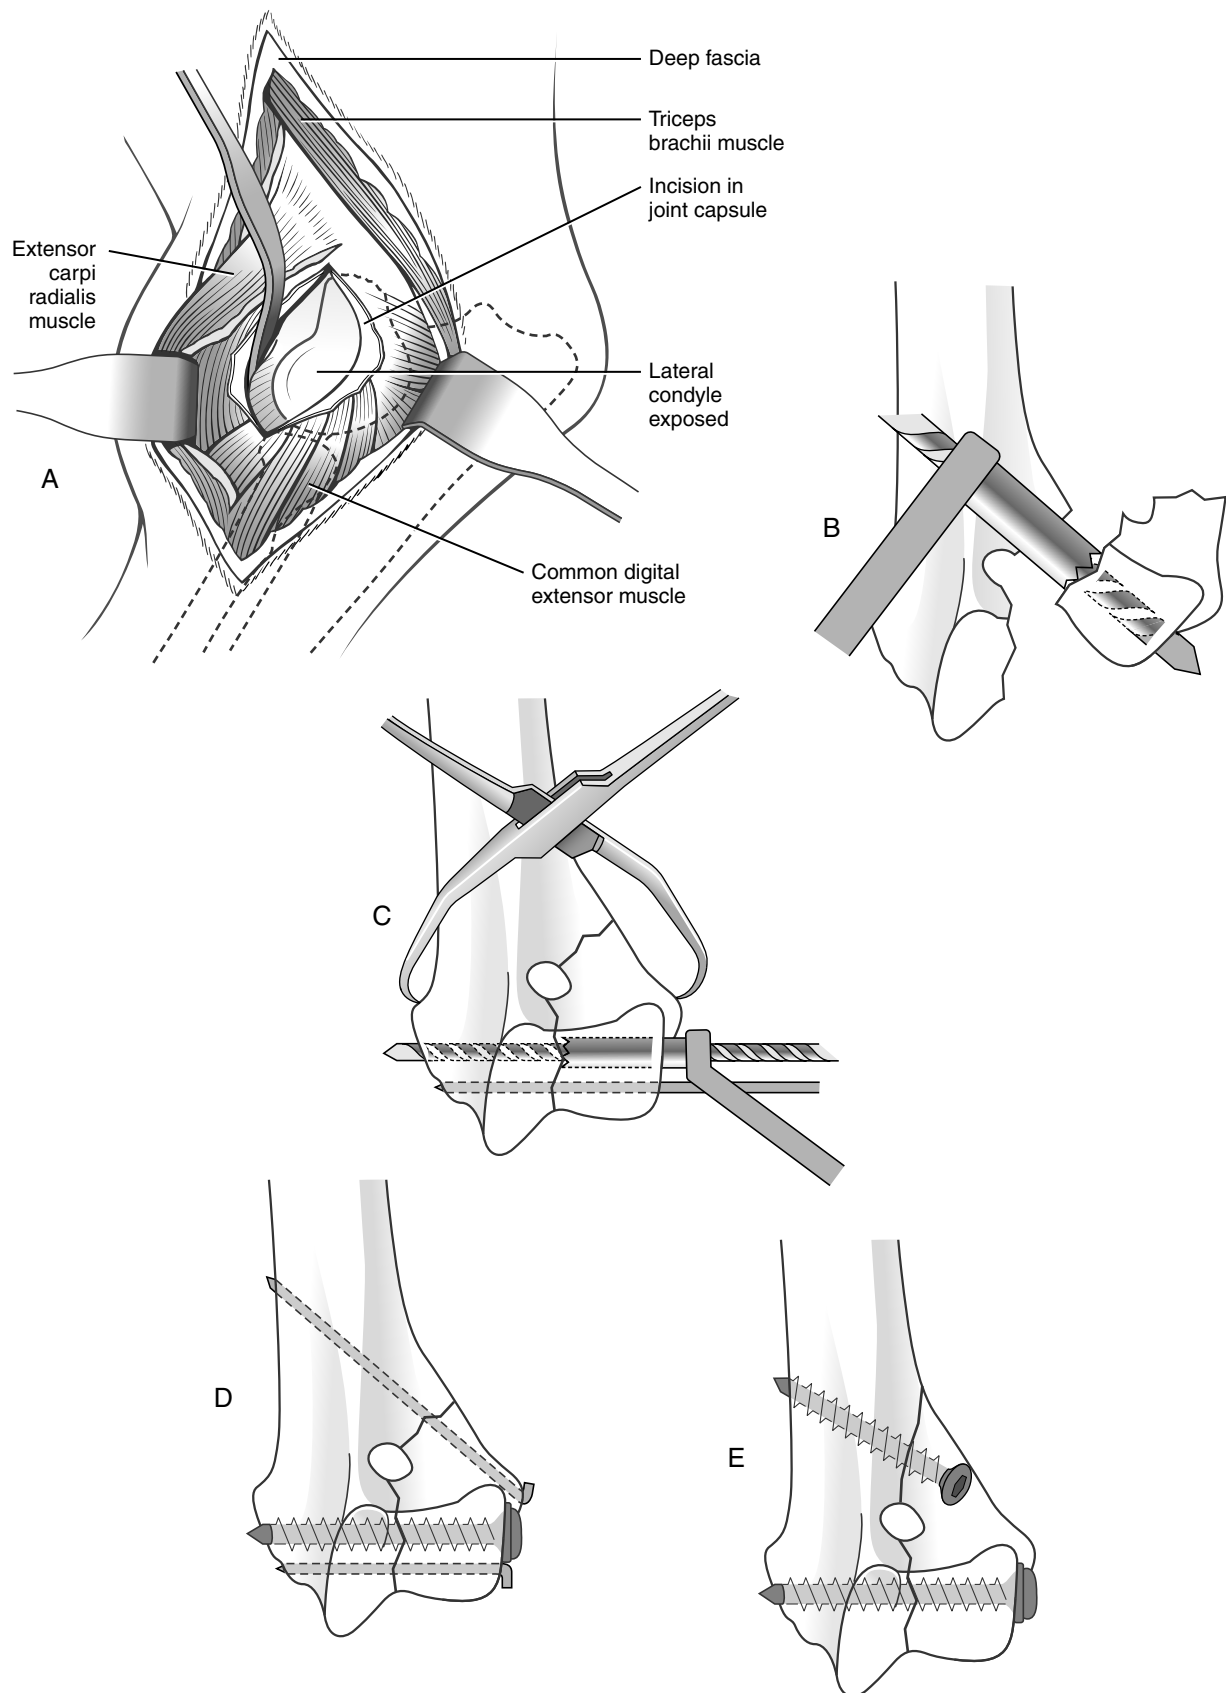 Deep fascia
Triceps
brachii muscle
Incision in
joint capsule
Extensor
carpi
radialis
muscle
Lateral
condyle
exposed
A
Common digital
extensor muscle
B
C
D
E